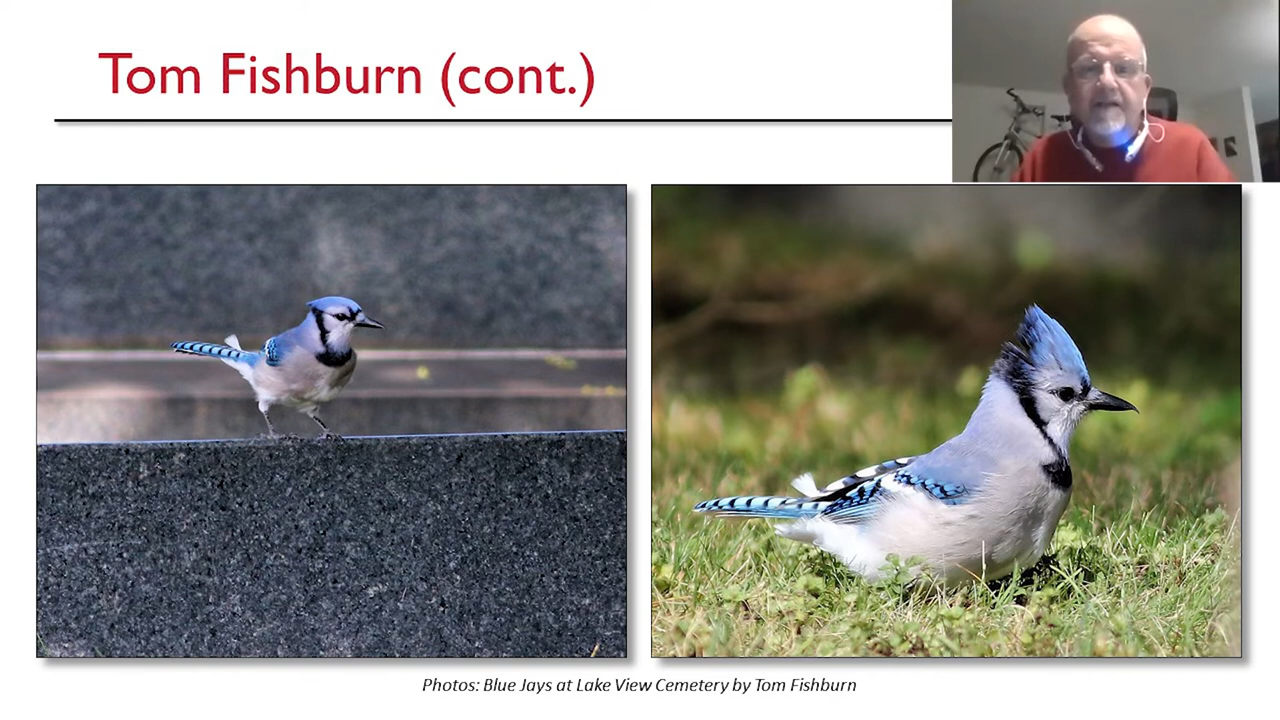 Tom Fishburn (cont.)
Photos: Blue Jays at Lake View Cemetery by Tom Fishburn